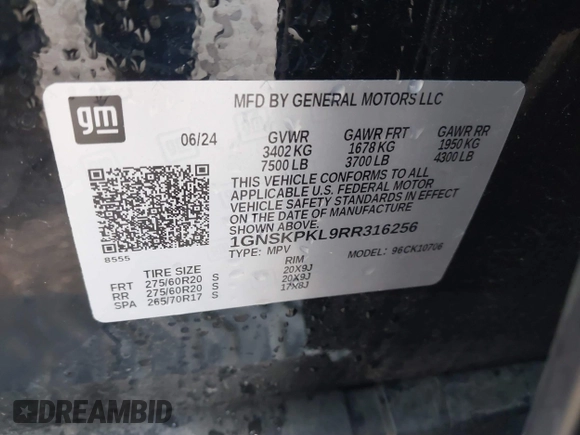 gm
MFD BY GENERAL MOTORS LLC
06/24 GVWR GAWR FRT GAWR RR
3402 KG 1678 KG 1950 KG
7500 LB 3700 LB 4300 LB
THIS VEHICLE CONFORMS TO ALL
APPLICABLE U.S. FEDERAL MOTOR
VEHICLE SAFETY STANDARDS IN EFFECT
ON THE DATE OF MANUFACTURE
SHOWN ABOVE.
1GNSKPKL9RR316256
8555
TYPE: MPV MODEL: 96CK10706
TIRE SIZE RIM
FRT 275/60R20 S 20X9J
RR 275/60R20 S 20X9J
SPA 265/70R17 S 17X8J
DREAMBID